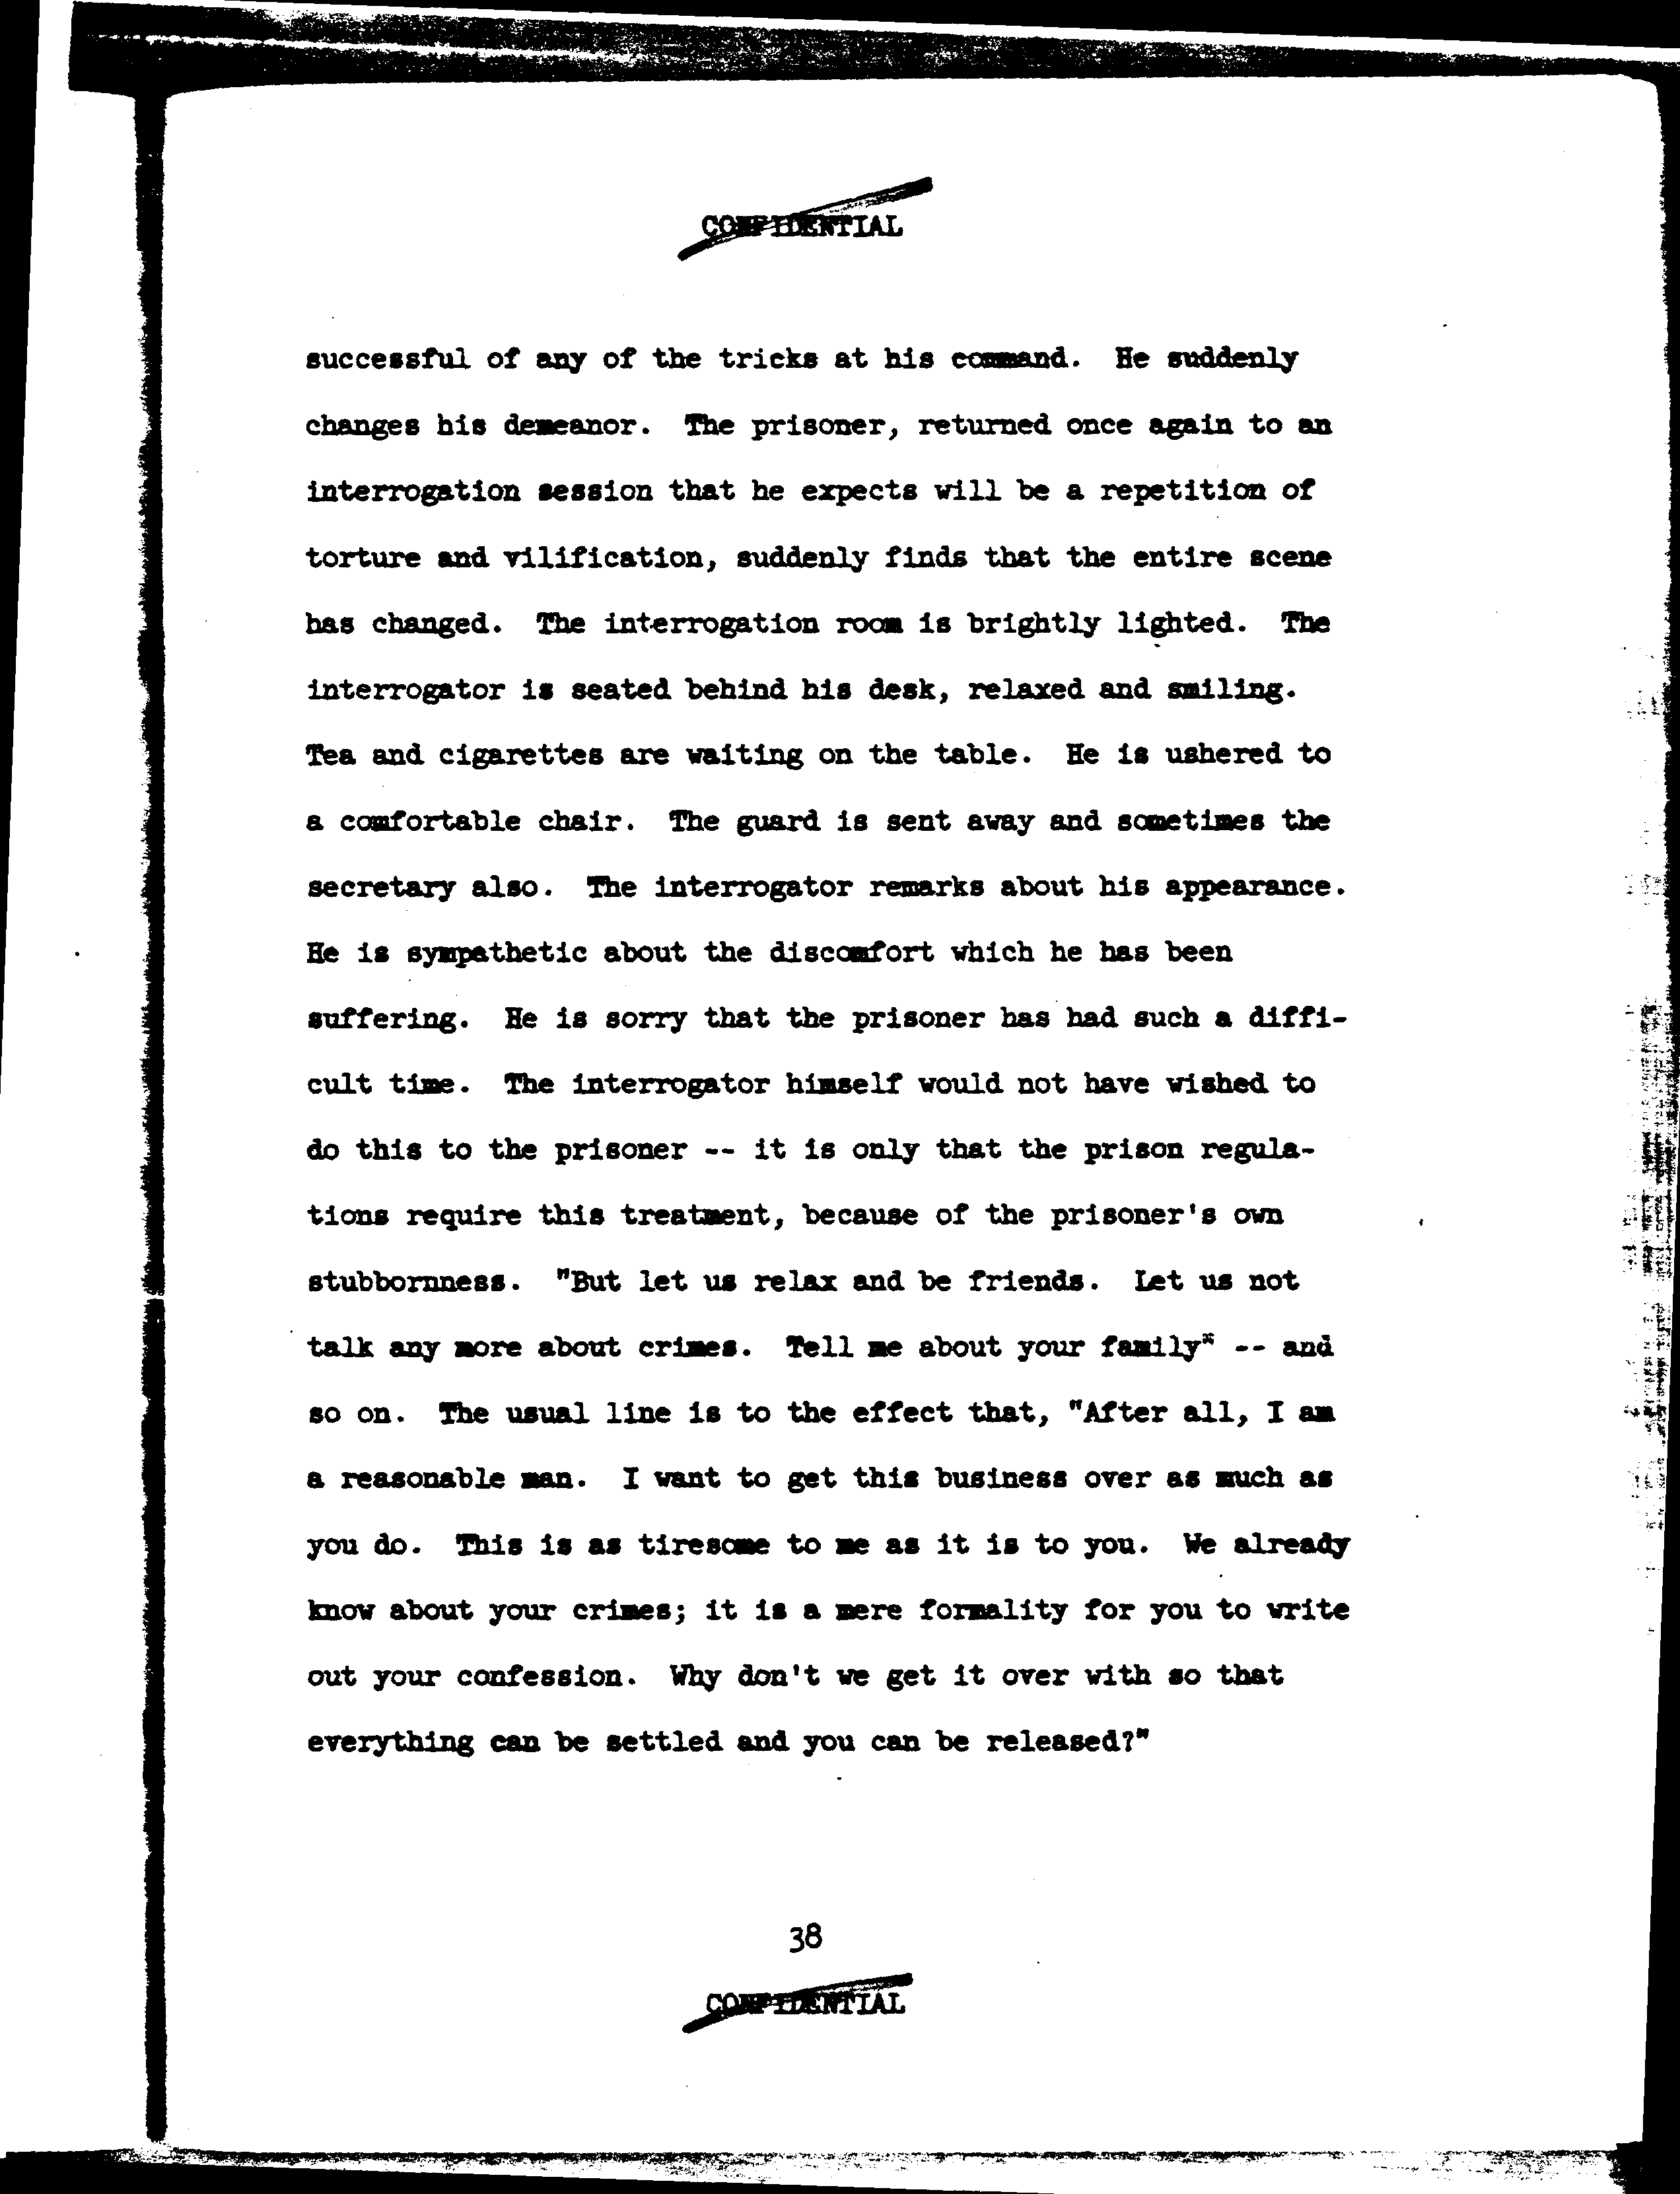 CONFIDENTIAL
successful of any of the tricks at his command. He suddenly
changes his demeanor. The prisoner, returned once again to an
interrogation session that he expects will be a repetition of
torture and vilification, suddenly finds that the entire scene
has changed. The interrogation room is brightly lighted. The
interrogator is seated behind his desk, relaxed and smiling.
Tea and cigarettes are waiting on the table. He is ushered to
a comfortable chair. The guard is sent away and sometimes the
secretary also. The interrogator remarks about his appearance.
He is sympathetic about the discomfort which he has been
suffering. He is sorry that the prisoner has had such a diffi-
cult time. The interrogator himself would not have wished to
do this to the prisoner -- it is only that the prison regula-
tions require this treatment, because of the prisoner's own
stubbornness. "But let us relax and be friends. Let us not
talk any more about crimes. Tell me about your family" -- and
so on. The usual line is to the effect that, "After all, I am
a reasonable man. I want to get this business over as much as
you do. This is as tiresome to me as it is to you. We already
know about your crimes; it is a mere formality for you to write
out your confession. Why don't we get it over with so that
everything can be settled and you can be released?"
38
CONFIDENTIAL